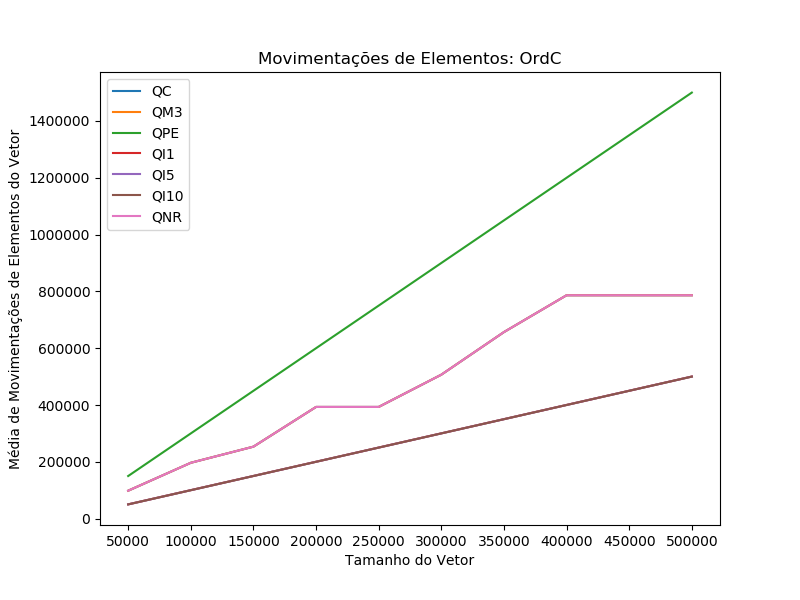 Movimentações de Elementos: OrdC
QC
QM3
QPE
QI1
QI5
QI10
QNR
Média de Movimentações de Elementos do Vetor
1400000
1200000
1000000
800000
600000
400000
200000
0
50000 100000 150000 200000 250000 300000 350000 400000 450000 500000
Tamanho do Vetor